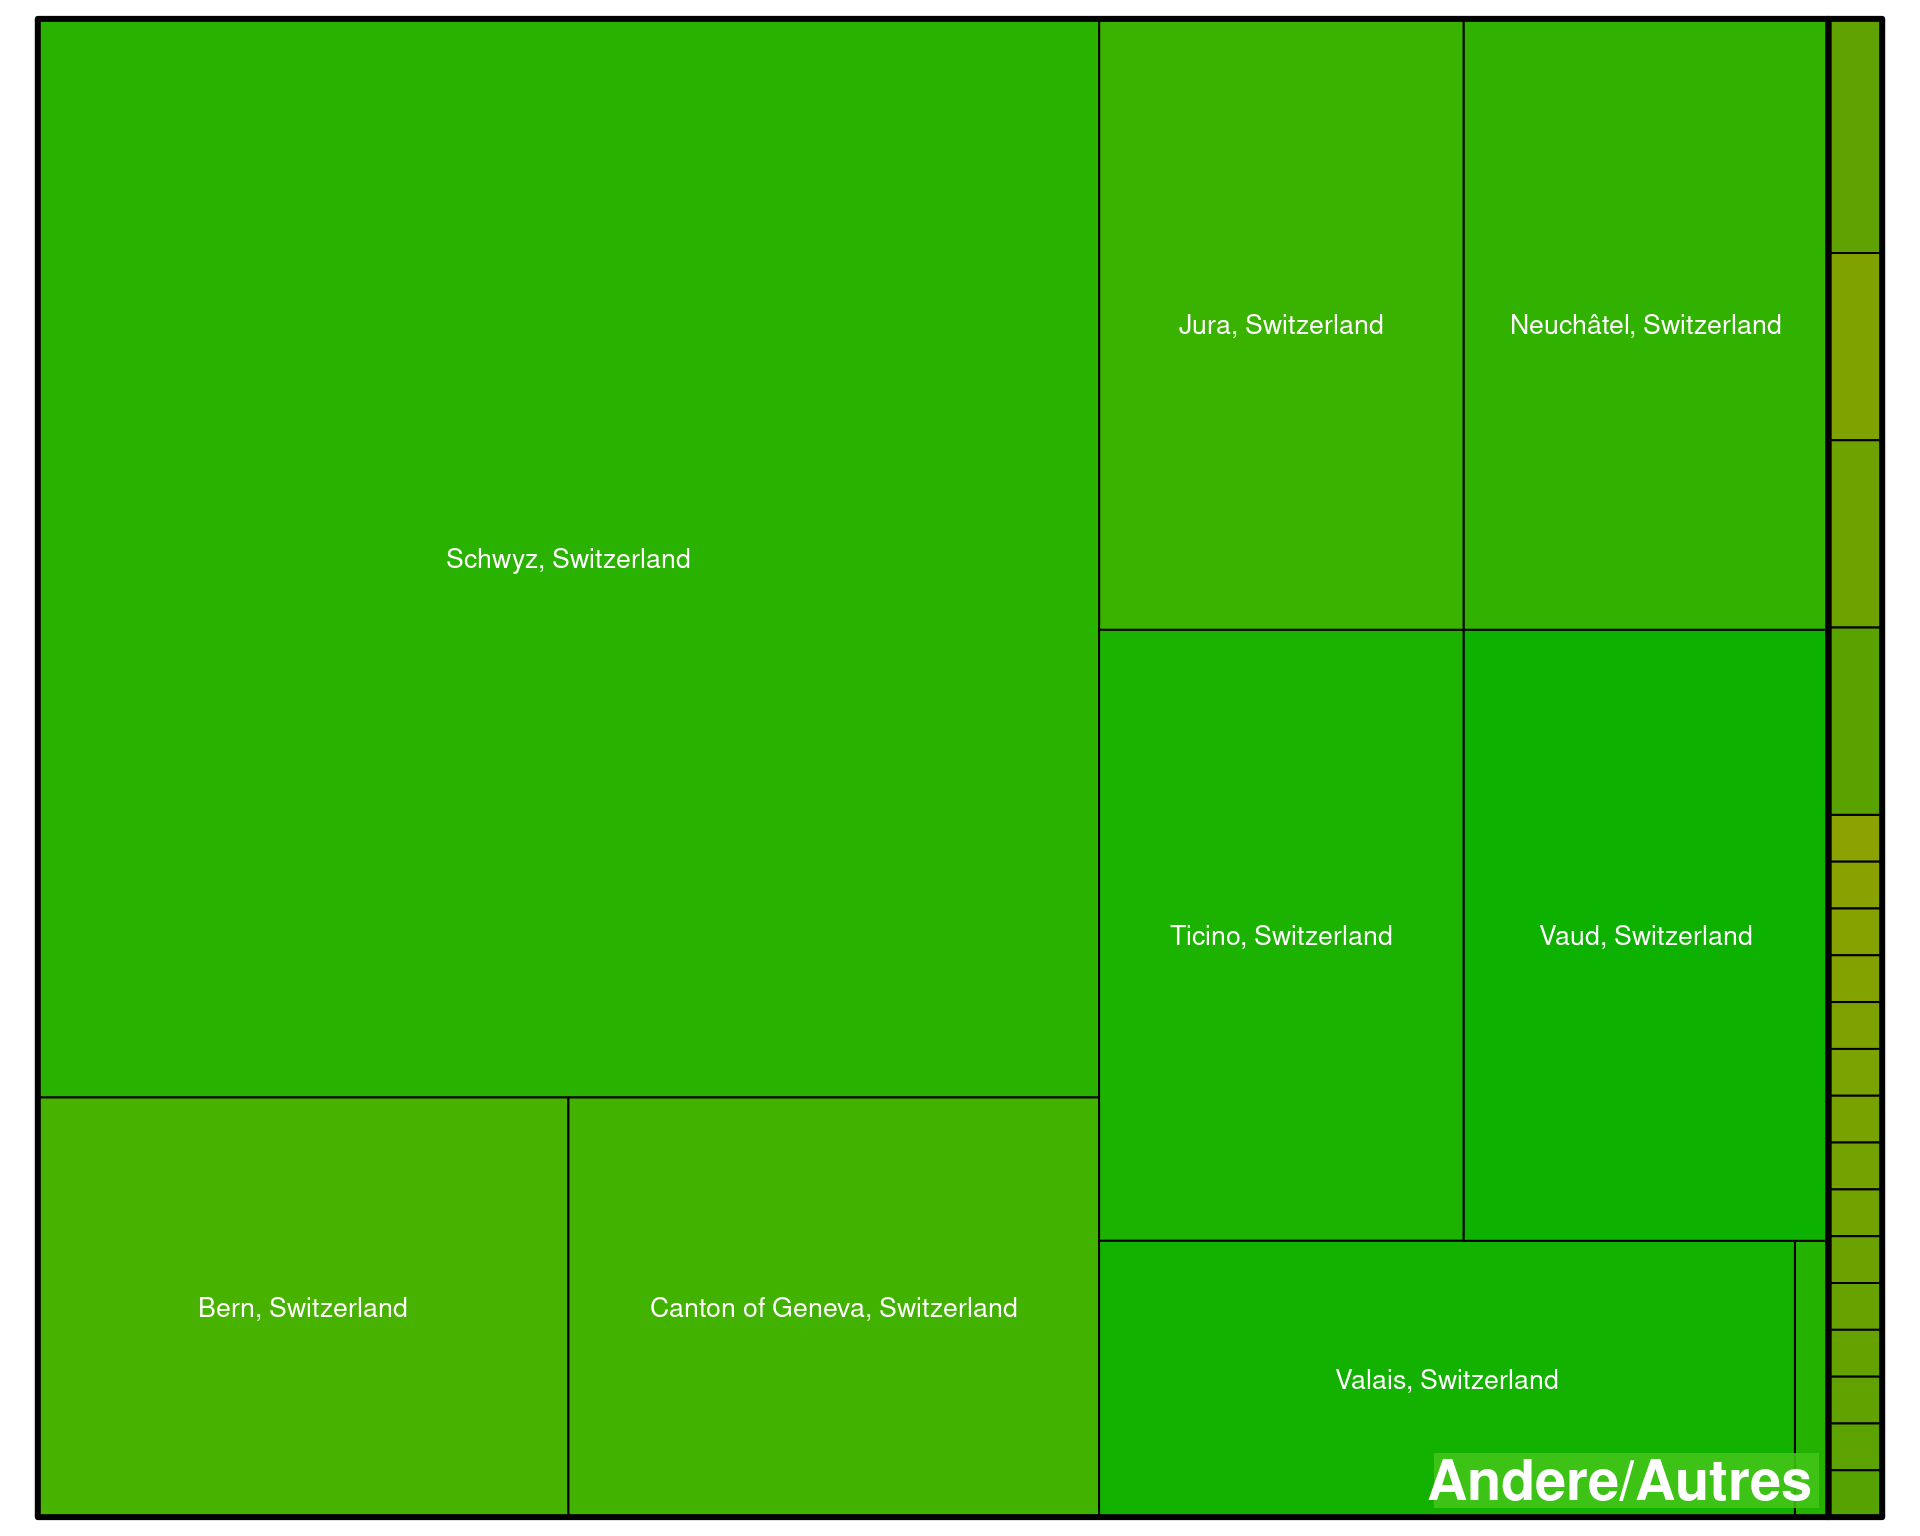 Schwyz, Switzerland
Jura, Switzerland
Neuchâtel, Switzerland
Ticino, Switzerland
Vaud, Switzerland
Bern, Switzerland
Canton of Geneva, Switzerland
Valais, Switzerland
Andere/Autres